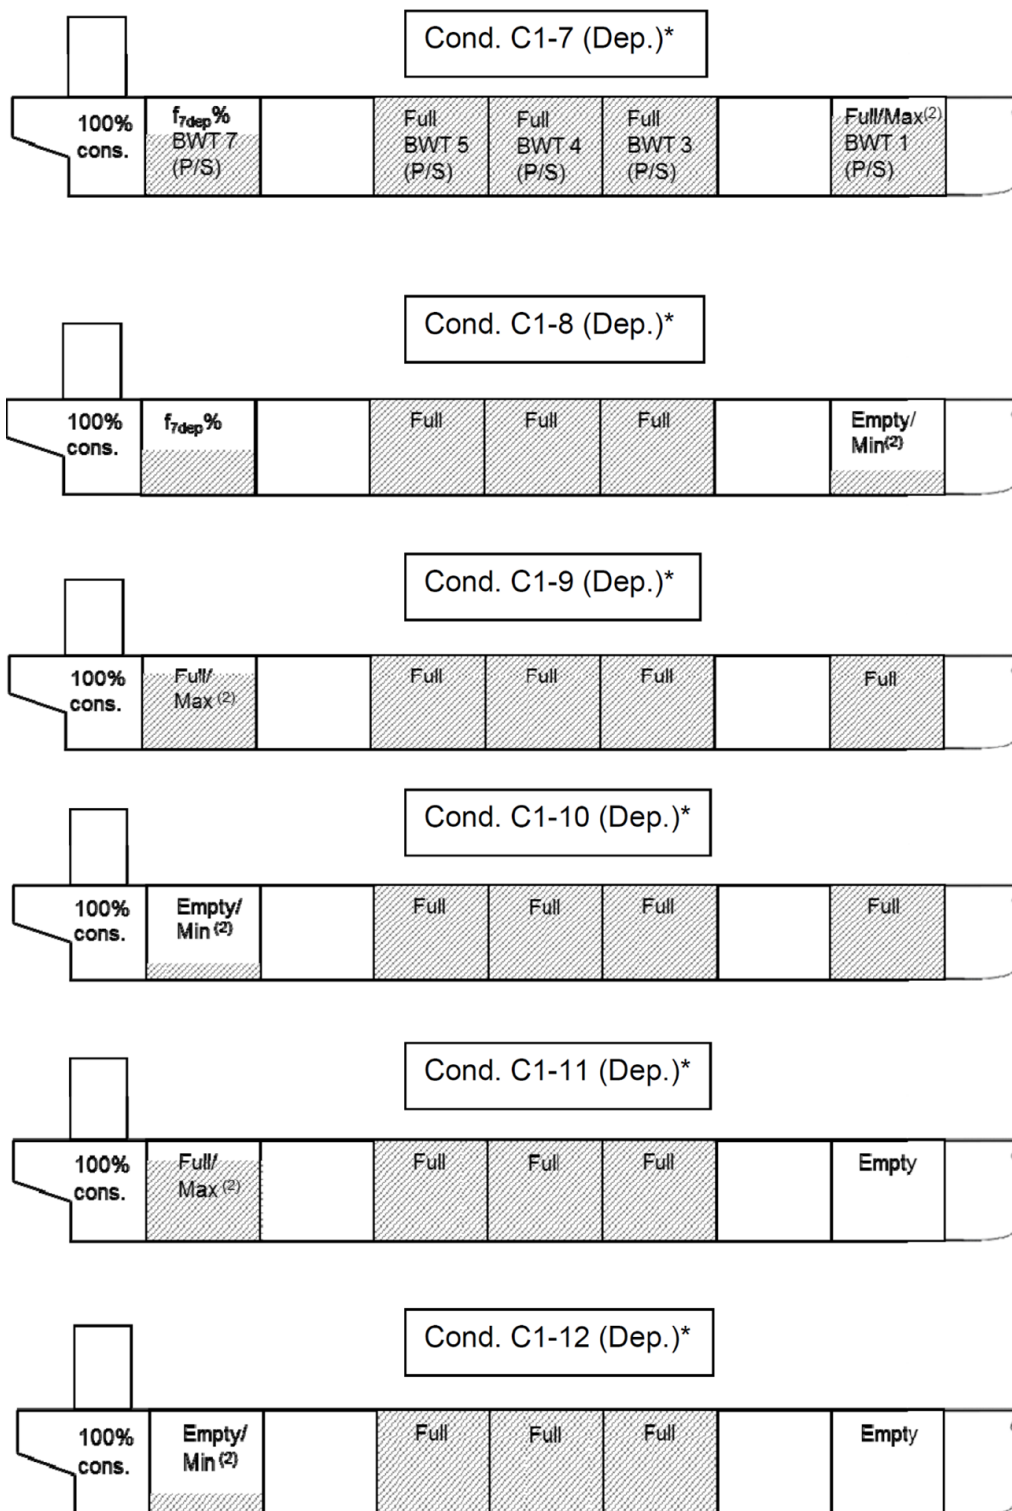 Cond. C1-7 (Dep.)*
100%
cons.
f7dep%
BWT 7
(P/S)
Full
BWT 5
(P/S)
Full
BWT 4
(P/S)
Full
BWT 3
(P/S)
Full/Max(2)
BWT 1
(P/S)
Cond. C1-8 (Dep.)*
100%
cons.
f7dep%
Full
Full
Full
Empty/
Min(2)
Cond. C1-9 (Dep.)*
100%
cons.
Full/
Max (2)
Full
Full
Full
Full
Cond. C1-10 (Dep.)*
100%
cons.
Empty/
Min (2)
Full
Full
Full
Full
Cond. C1-11 (Dep.)*
100%
cons.
Full/
Max (2)
Full
Full
Full
Empty
Cond. C1-12 (Dep.)*
100%
cons.
Empty/
Min (2)
Full
Full
Full
Empty